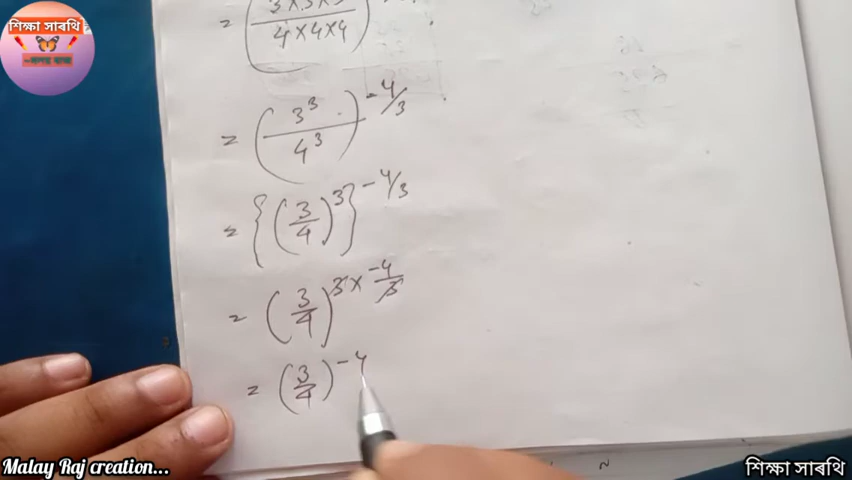 শিক্ষা সাৰথি
= (3×3×3 / 4×4×4)
= (3³ / 4³)^-4/3
= {(3/4)³}^-4/3
= (3/4)^3 × -4/3
= (3/4)^-4
Malay Raj creation...
শিক্ষা সাৰথি